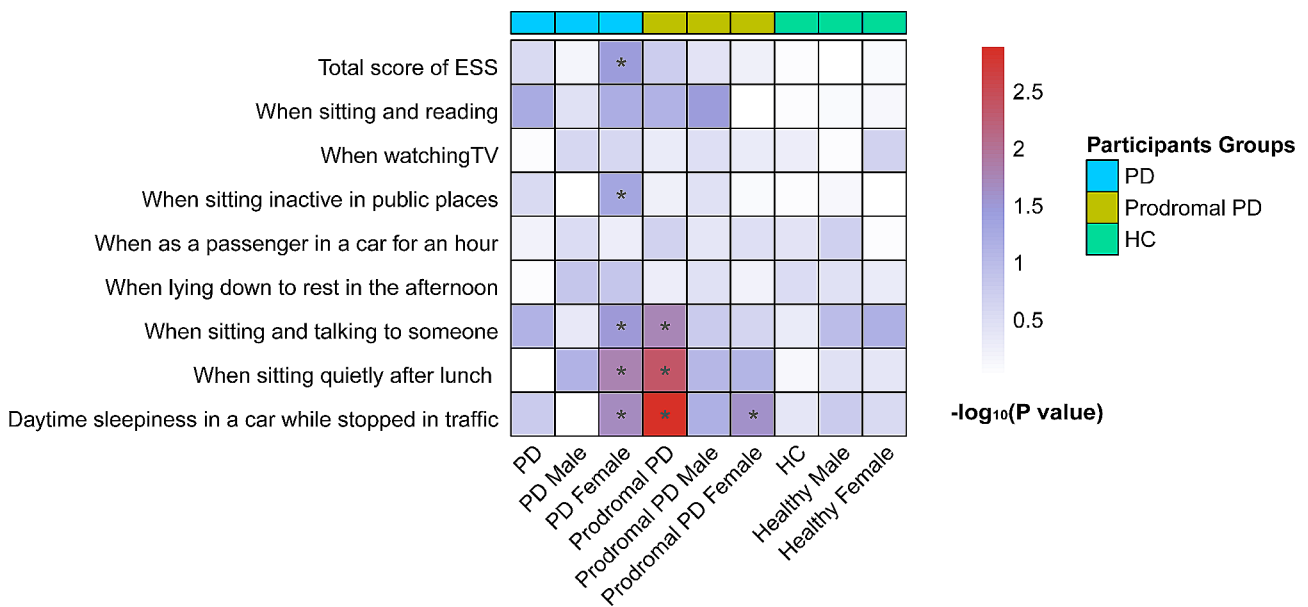 Total score of ESS
*
When sitting and reading
When watchingTV
When sitting inactive in public places
*
When as a passenger in a car for an hour
When lying down to rest in the afternoon
When sitting and talking to someone
* *
When sitting quietly after lunch
* *
Daytime sleepiness in a car while stopped in traffic
* * *
PD
PD Male
PD Female
Prodromal PD
Prodromal PD Male
Prodromal PD Female
HC
Healthy Male
Healthy Female
2.5
2
1.5
1
0.5
-log₁₀(P value)
Participants Groups
PD
Prodromal PD
HC